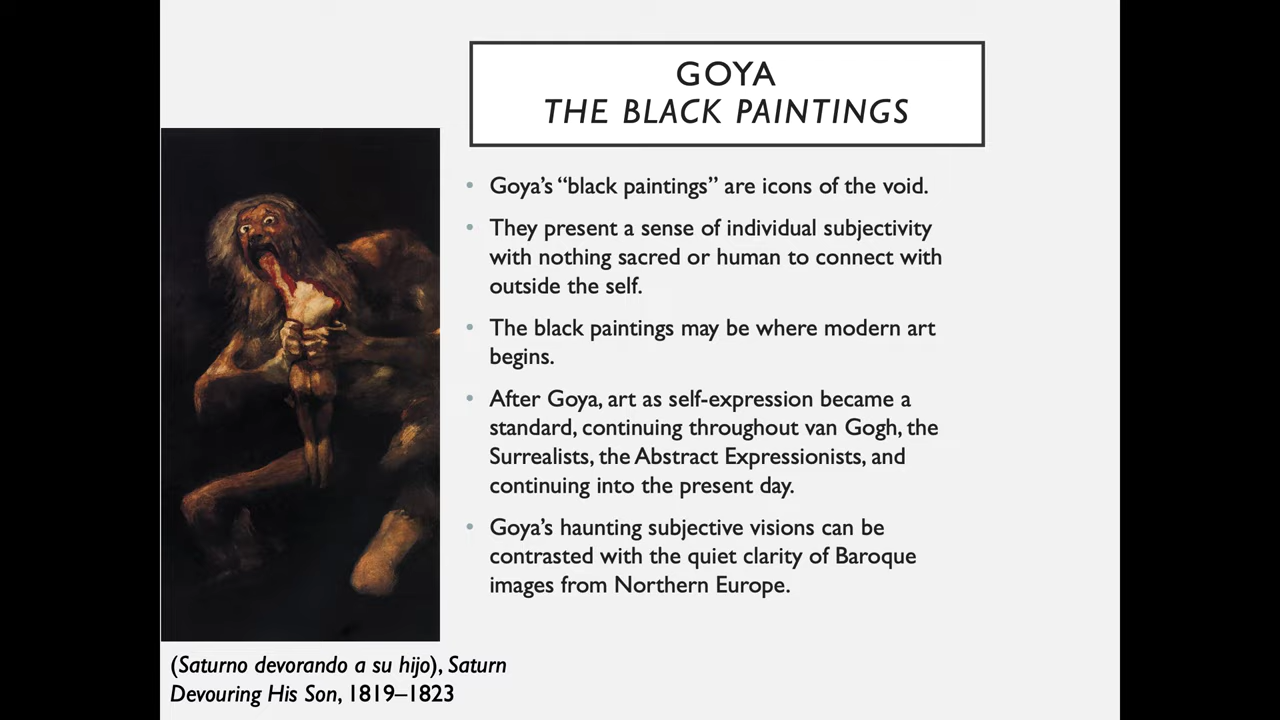 GOYA
THE BLACK PAINTINGS
• Goya’s “black paintings” are icons of the void.
• They present a sense of individual subjectivity
with nothing sacred or human to connect with
outside the self.
• The black paintings may be where modern art
begins.
• After Goya, art as self-expression became a
standard, continuing throughout van Gogh, the
Surrealists, the Abstract Expressionists, and
continuing into the present day.
• Goya’s haunting subjective visions can be
contrasted with the quiet clarity of Baroque
images from Northern Europe.
(Saturno devorando a su hijo), Saturn
Devouring His Son, 1819–1823